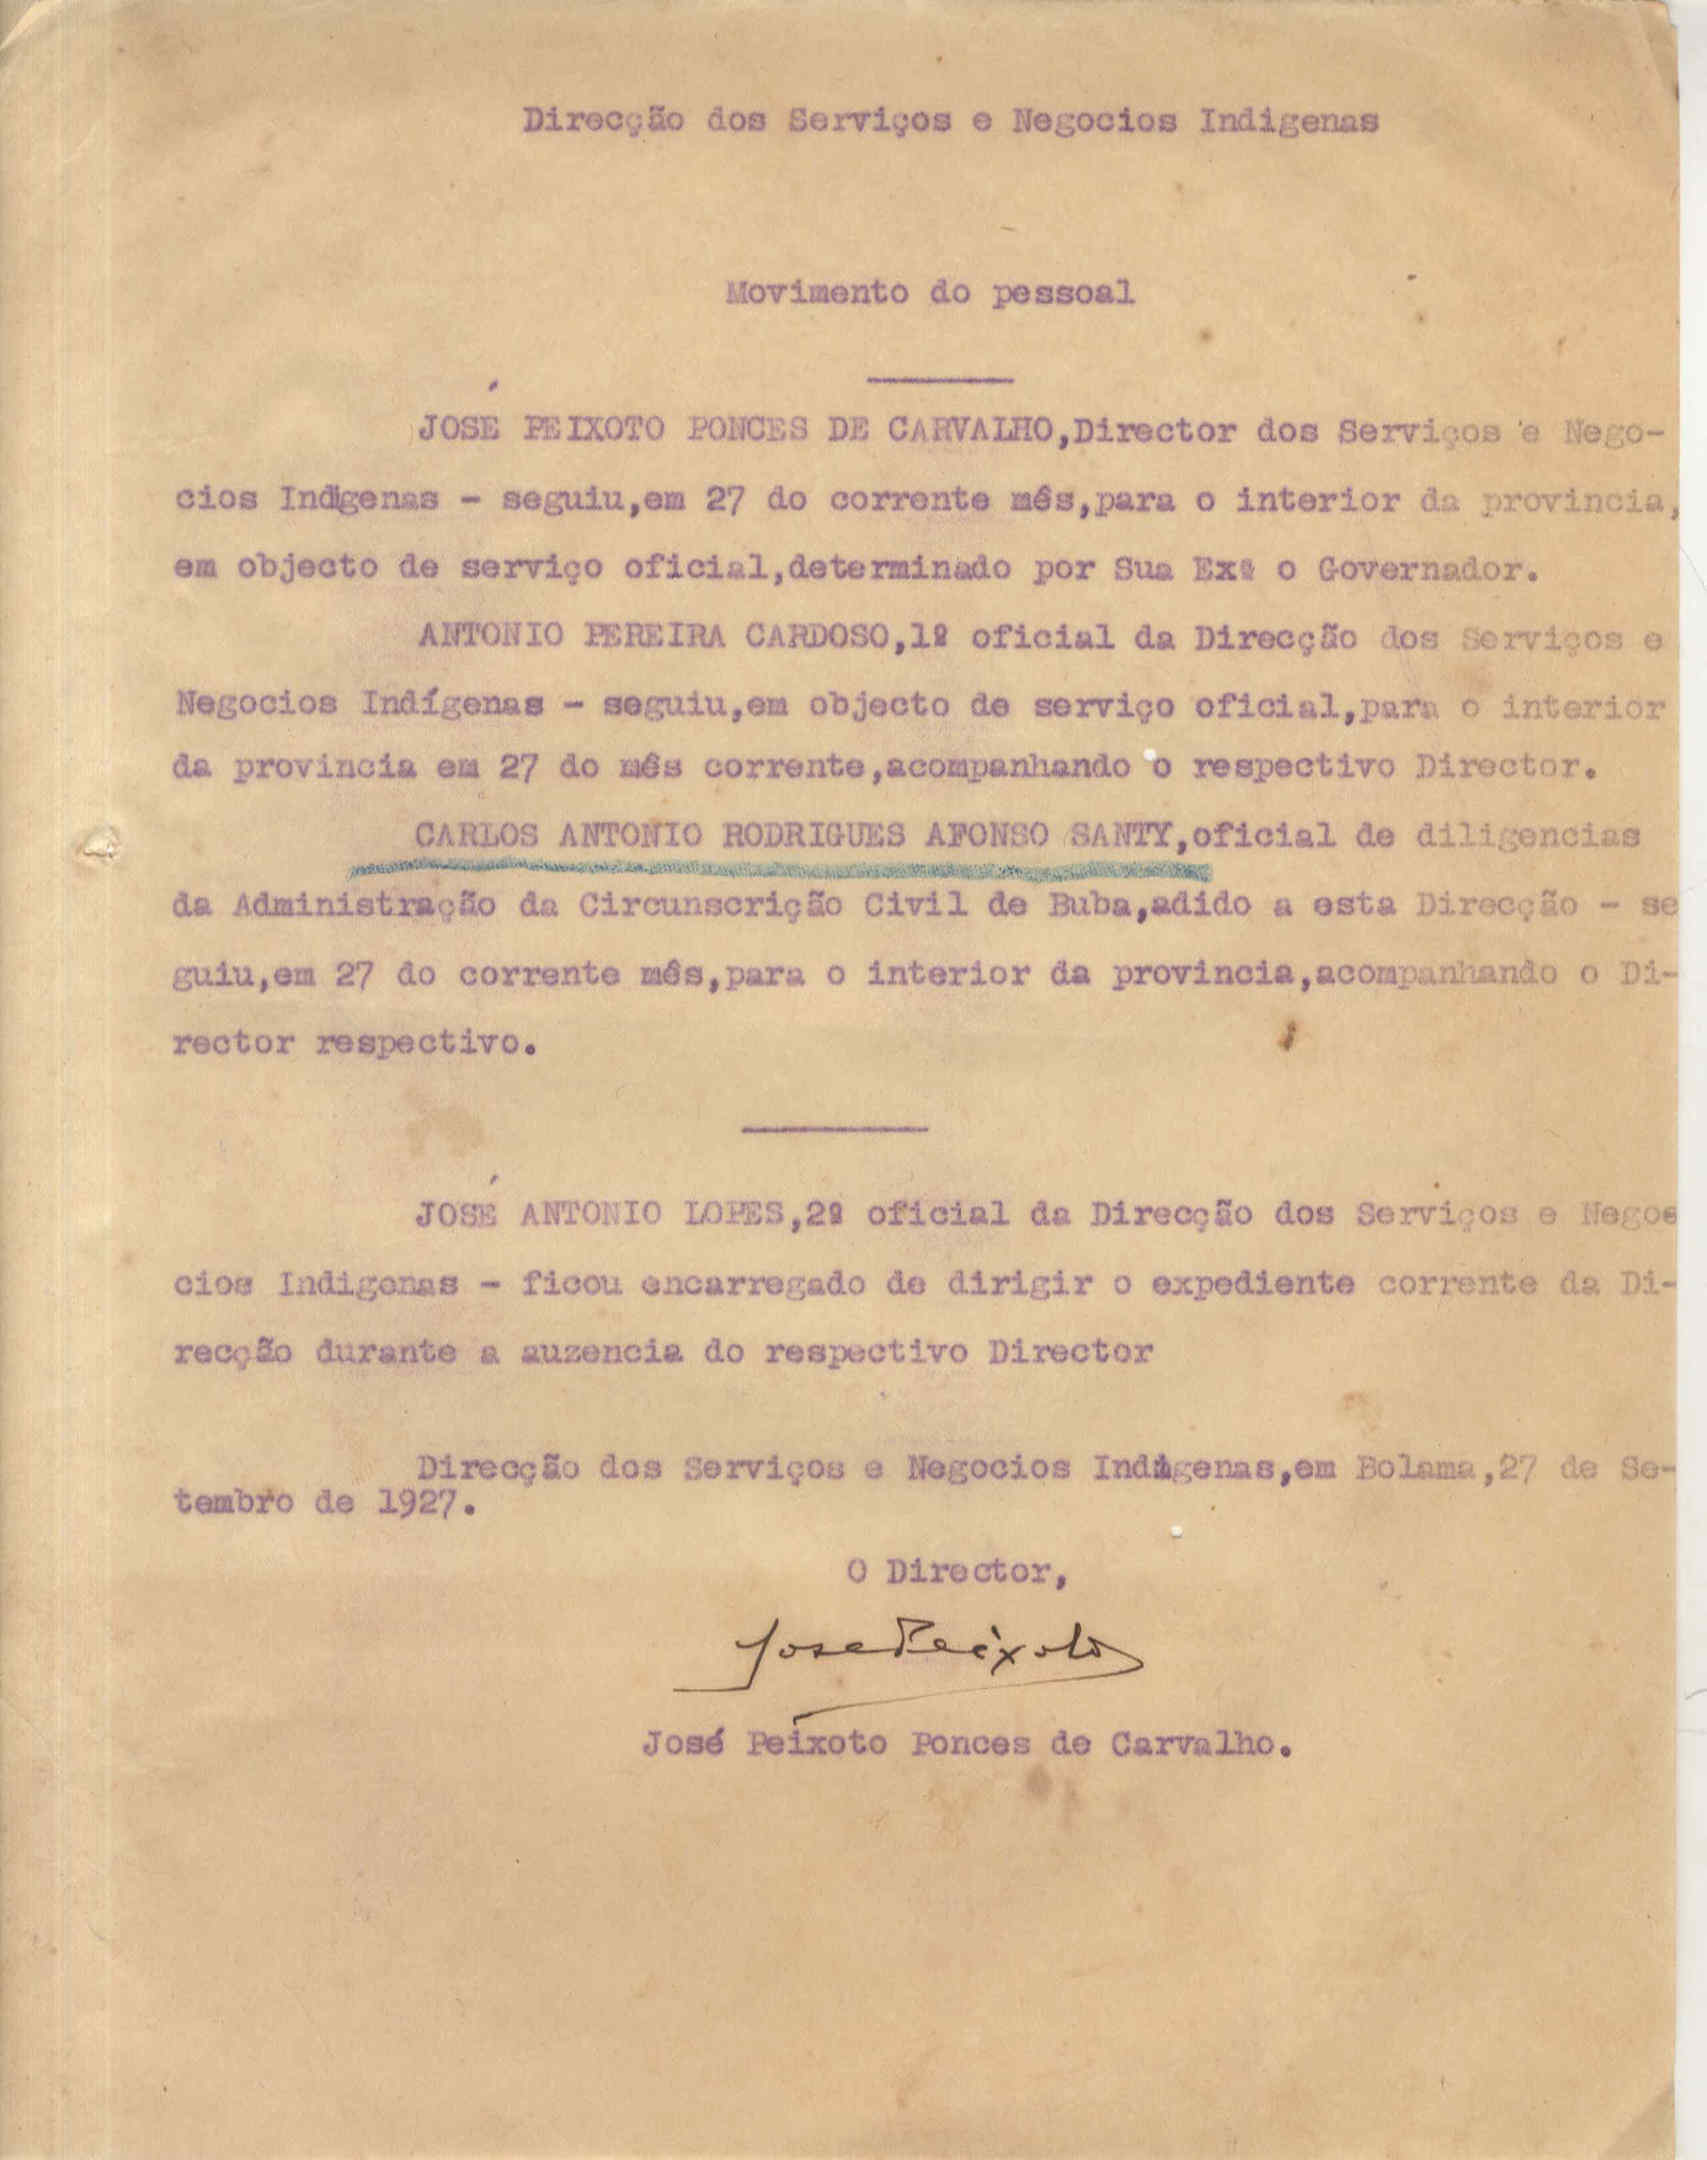 Direcção dos Serviços e Negocios Indigenas
Movimento do pessoal
JOSÉ PEIXOTO PONCES DE CARVALHO,Director dos Serviços e Nego-
cios Indigenas - seguiu,em 27 do corrente mês,para o interior da provincia,
em objecto de serviço oficial,determinado por Sua Exª o Governador.
ANTONIO PEREIRA CARDOSO,1º oficial da Direcção dos Serviços e
Negocios Indígenas - seguiu,em objecto de serviço oficial,para o interior
da provincia em 27 do mês corrente,acompanhando o respectivo Director.
CARLOS ANTONIO RODRIGUES AFONSO SANTY,oficial de diligencias
da Administração da Circunscrição Civil de Buba,adido a esta Direcção - se
guiu,em 27 do corrente mês,para o interior da provincia,acompanhando o Di-
rector respectivo.
JOSÉ ANTONIO LOPES,2º oficial da Direcção dos Serviços e Nego
cios Indigenas - ficou encarregado de dirigir o expediente corrente da Di-
recção durante a auzencia do respectivo Director
Direcção dos Serviços e Negocios Indigenas,em Bolama,27 de Se-
tembro de 1927.
O Director,
Jose Peixoto
José Peixoto Ponces de Carvalho.